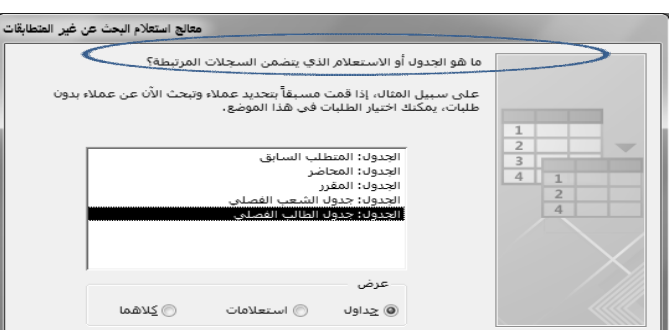 معالج استعلام البحث عن غير المتطابقات
ما هو الجدول أو الاستعلام الذي يتضمن السجلات المرتبطة؟
على سبيل المثال، إذا قمت مسبقاً بتحديد عملاء وتبحث الآن عن عملاء بدون
طلبات، يمكنك اختيار الطلبات في هذا الموضع.
1
2
3
4
1
2
4
الجدول: المتطلب السابق
الجدول: المحاضر
الجدول: المقرر
الجدول: جدول الشعب الفصلي
الجدول: جدول الطالب الفصلي
عرض
جداول استعلامات كلاهما